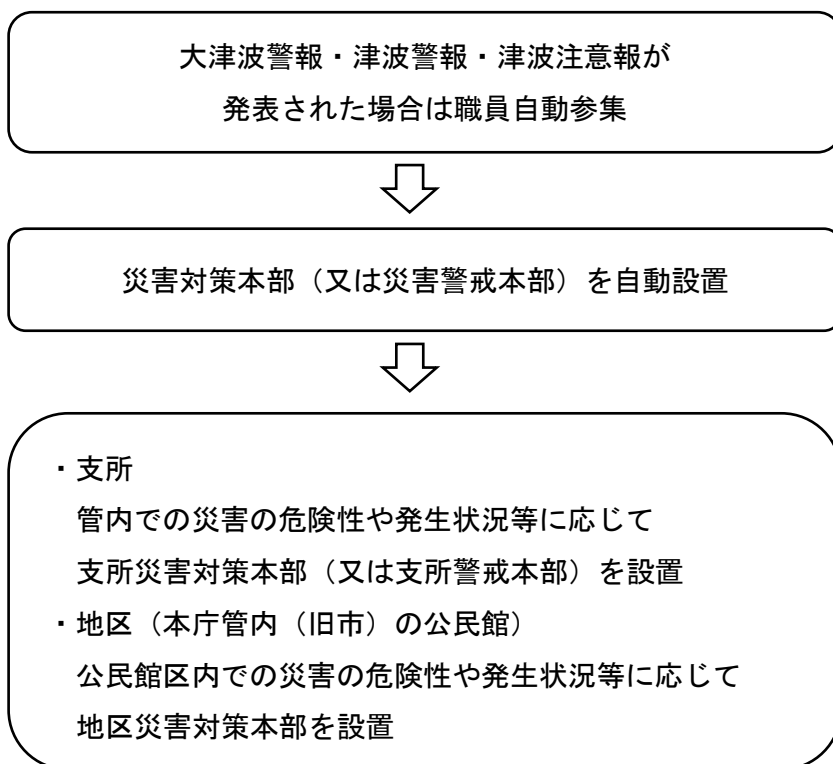 大津波警報・津波警報・津波注意報が
発表された場合は職員自動参集
災害対策本部（又は災害警戒本部）を自動設置
・支所
管内での災害の危険性や発生状況等に応じて
支所災害対策本部（又は支所警戒本部）を設置
・地区（本庁管内（旧市）の公民館）
公民館区内での災害の危険性や発生状況等に応じて
地区災害対策本部を設置